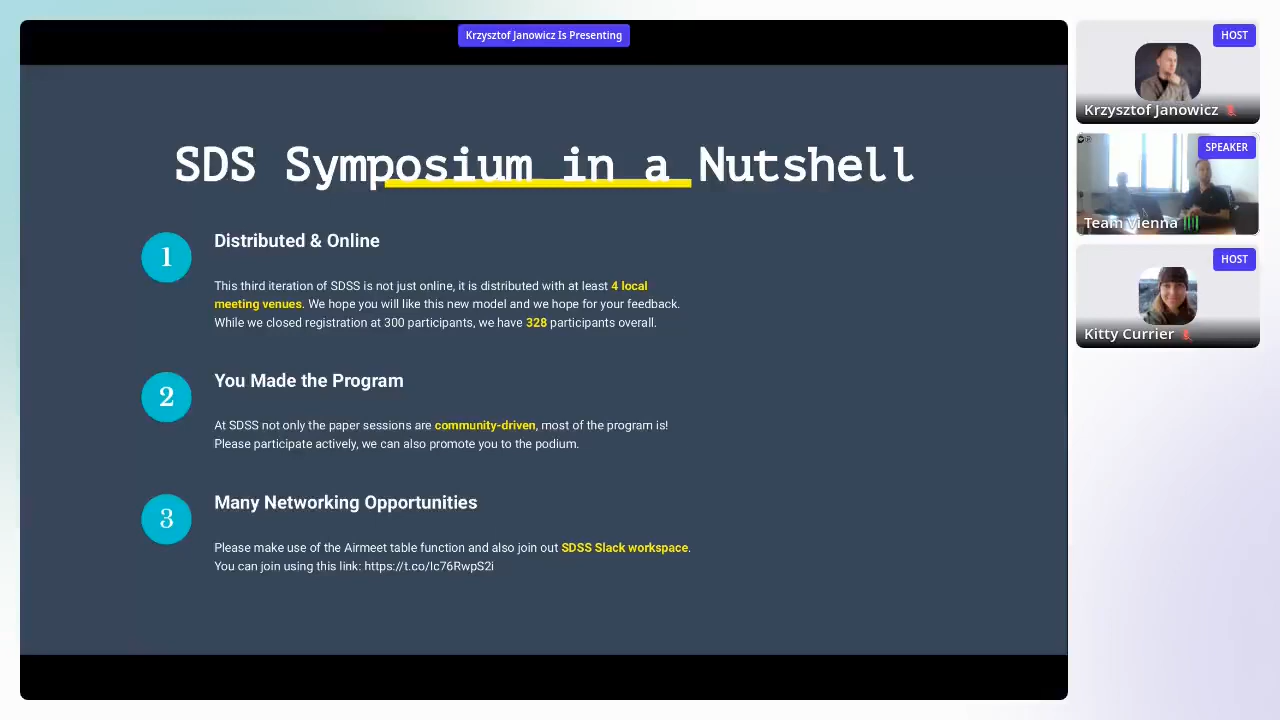 Krzysztof Janowicz Is Presenting
SDS Symposium in a Nutshell
1
Distributed & Online
This third iteration of SDSS is not just online, it is distributed with at least 4 local
meeting venues. We hope you will like this new model and we hope for your feedback.
While we closed registration at 300 participants, we have 328 participants overall.
2
You Made the Program
At SDSS not only the paper sessions are community-driven, most of the program is!
Please participate actively, we can also promote you to the podium.
3
Many Networking Opportunities
Please make use of the Airmeet table function and also join out SDSS Slack workspace.
You can join using this link: https://t.co/lc76RwpS2i
HOST
Krzysztof Janowicz
SPEAKER
Team Vienna
HOST
Kitty Currier